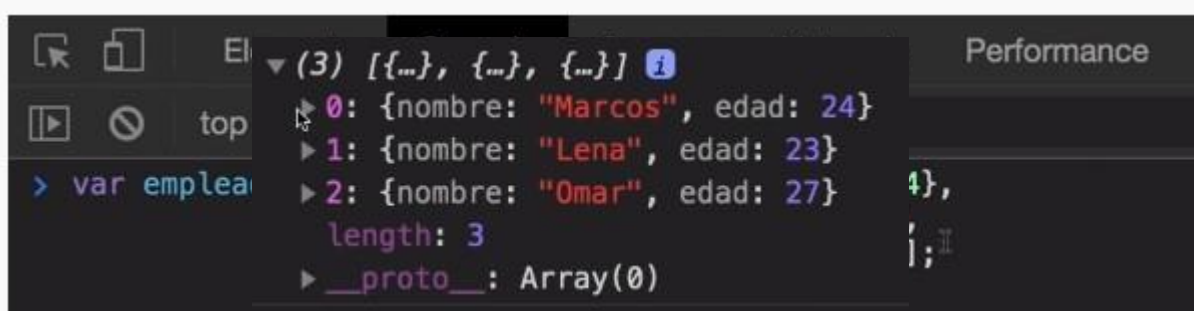 El
Performance
top
> var emplea
4},
];
▼ (3) [{…}, {…}, {…}] i
▶ 0: {nombre: "Marcos", edad: 24}
▶ 1: {nombre: "Lena", edad: 23}
▶ 2: {nombre: "Omar", edad: 27}
length: 3
▶ __proto__: Array(0)